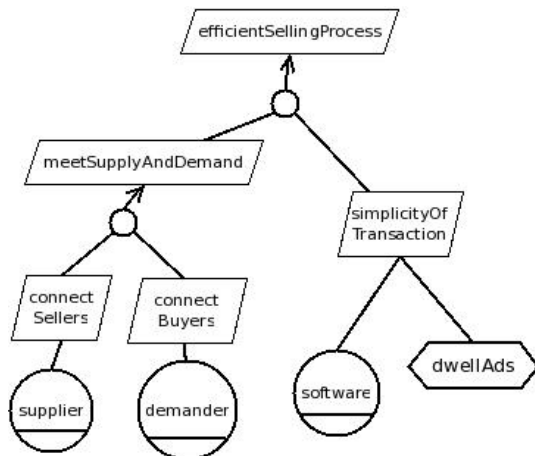 efficientSellingProcess
meetSupplyAndDemand
simplicityOf
Transaction
connect
Sellers
connect
Buyers
supplier
demander
software
dwellAds